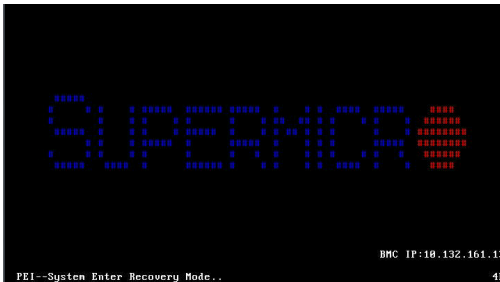 SUPERMICRO
BMC IP:10.132.161.1
PEI--System Enter Recovery Mode..